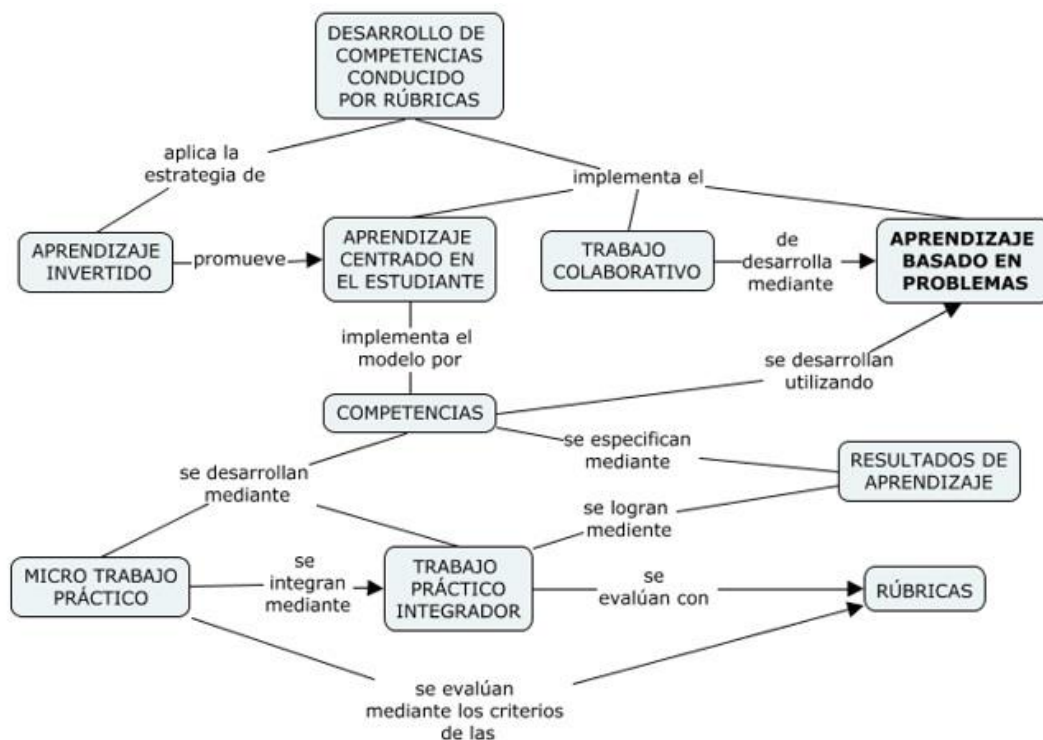 DESARROLLO DE
COMPETENCIAS
CONDUCIDO
POR RÚBRICAS
aplica la
estrategia de
implementa el
APRENDIZAJE
INVERTIDO
promueve
APRENDIZAJE
CENTRADO EN
EL ESTUDIANTE
TRABAJO
COLABORATIVO
de
desarrolla
mediante
APRENDIZAJE
BASADO EN
PROBLEMAS
implementa el
modelo por
se desarrollan
utilizando
COMPETENCIAS
se especifican
mediante
RESULTADOS DE
APRENDIZAJE
se desarrollan
mediante
se logran
mediente
MICRO TRABAJO
PRÁCTICO
se
integran
mediante
TRABAJO
PRÁCTICO
INTEGRADOR
se
evalúan con
RÚBRICAS
se evalúan
mediante los criterios
de las